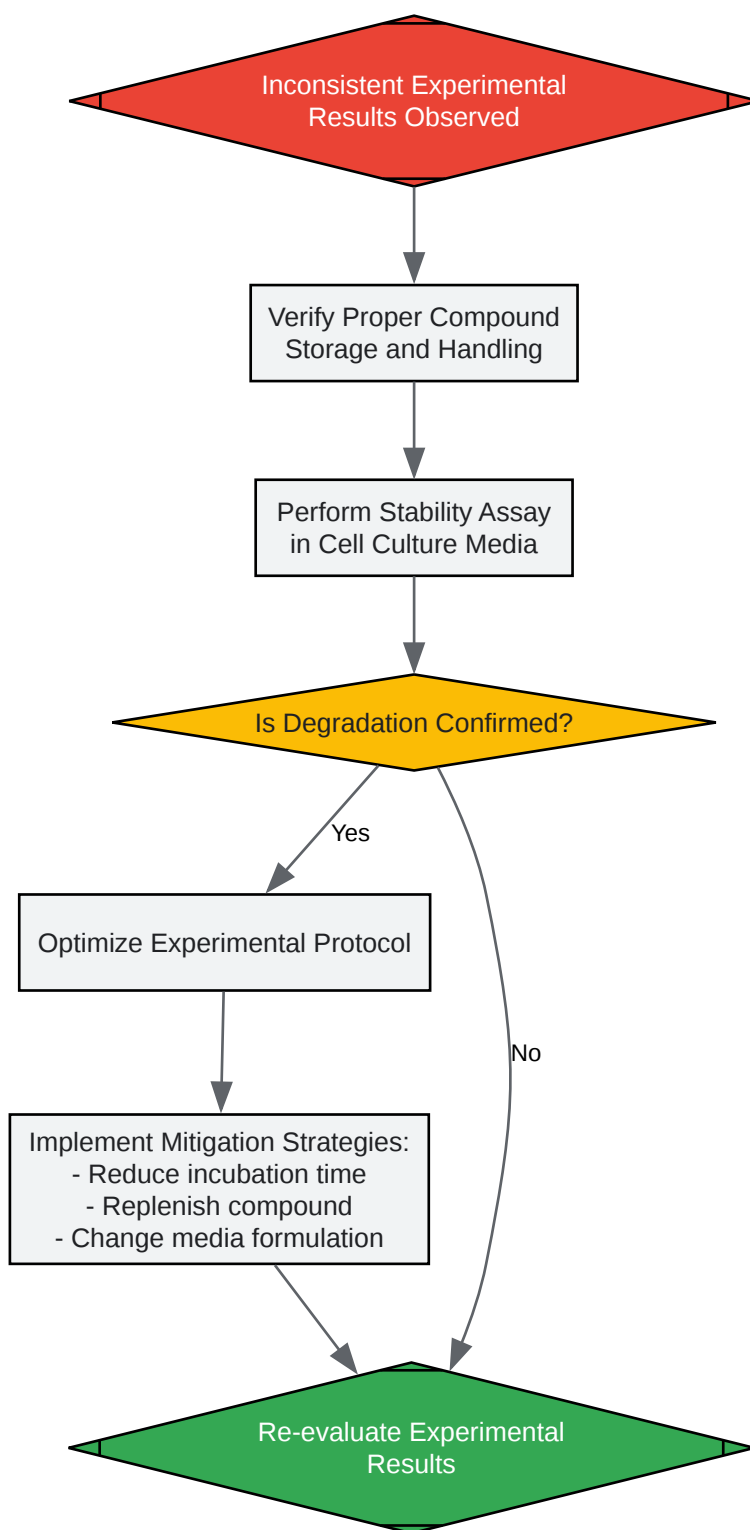 Inconsistent Experimental
Results Observed
Verify Proper Compound
Storage and Handling
Perform Stability Assay
in Cell Culture Media
Is Degradation Confirmed?
Yes
Optimize Experimental Protocol
No
Implement Mitigation Strategies:
- Reduce incubation time
- Replenish compound
- Change media formulation
Re-evaluate Experimental
Results